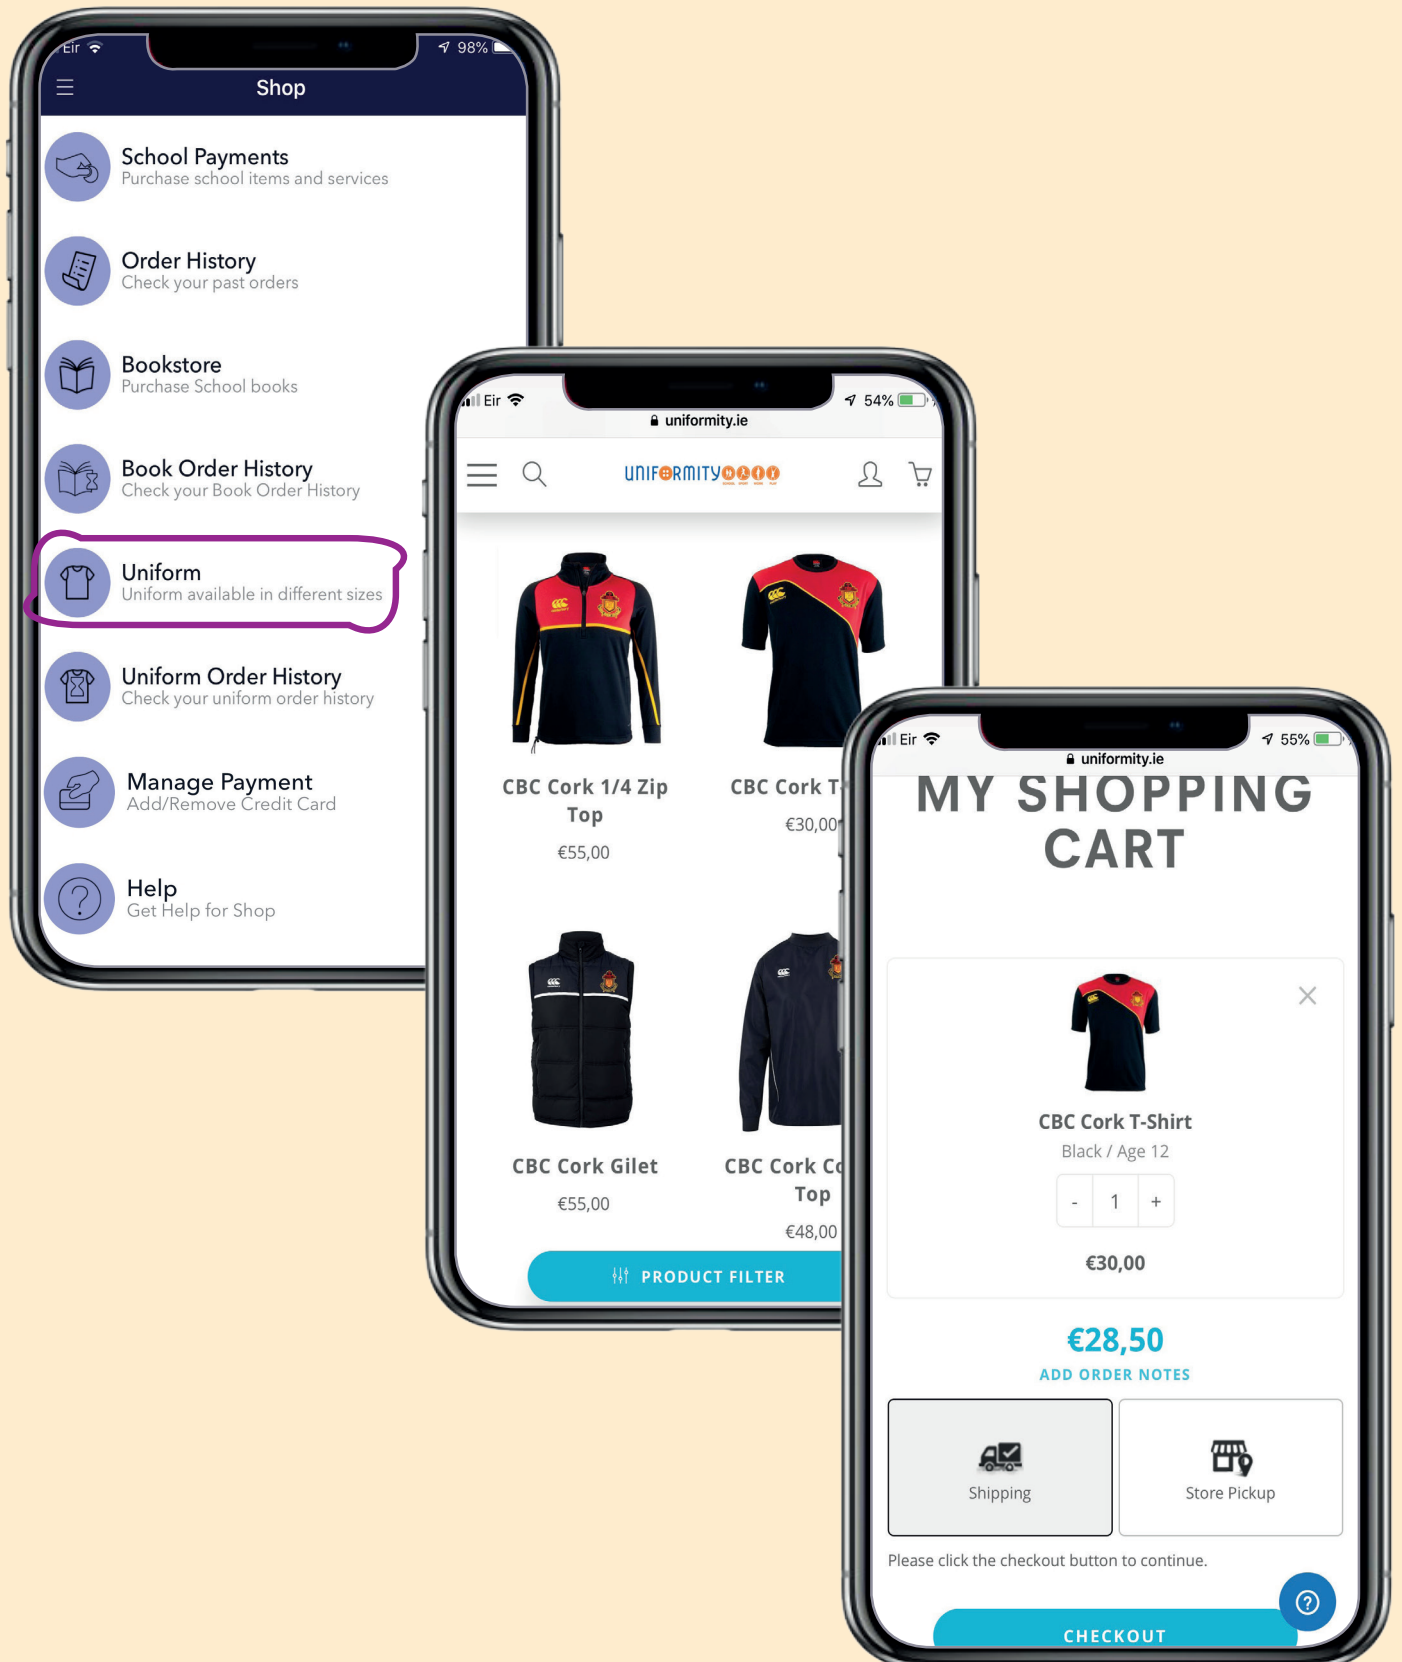 Eir
98%
Shop
School Payments
Purchase school items and services
Order History
Check your past orders
Bookstore
Purchase School books
Book Order History
Check your Book Order History
Uniform
Uniform available in different sizes
Uniform Order History
Check your uniform order history
Manage Payment
Add/Remove Credit Card
Help
Get Help for Shop
Eir
54%
uniformity.ie
UNIFORMITY
CBC Cork 1/4 Zip
Top
€55,00
CBC Cork T-
€30,00
CBC Cork Gilet
€55,00
CBC Cork Co
Top
€48,00
PRODUCT FILTER
Eir
55%
uniformity.ie
MY SHOPPING
CART
CBC Cork T-Shirt
Black / Age 12
- 1 +
€30,00
€28,50
ADD ORDER NOTES
Shipping
Store Pickup
Please click the checkout button to continue.
CHECKOUT